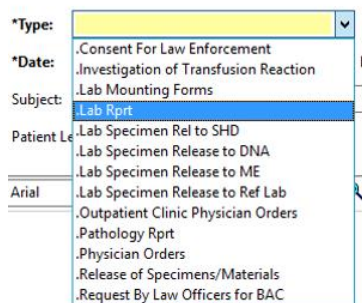 *Type:
.Consent For Law Enforcement
*Date:
.Investigation of Transfusion Reaction
.Lab Mounting Forms
Subject:
.Lab Rprt
.Lab Specimen Rel to SHD
Patient Le
.Lab Specimen Release to DNA
.Lab Specimen Release to ME
Arial
.Lab Specimen Release to Ref Lab
.Outpatient Clinic Physician Orders
.Pathology Rprt
.Physician Orders
.Release of Specimens/Materials
.Request By Law Officers for BAC